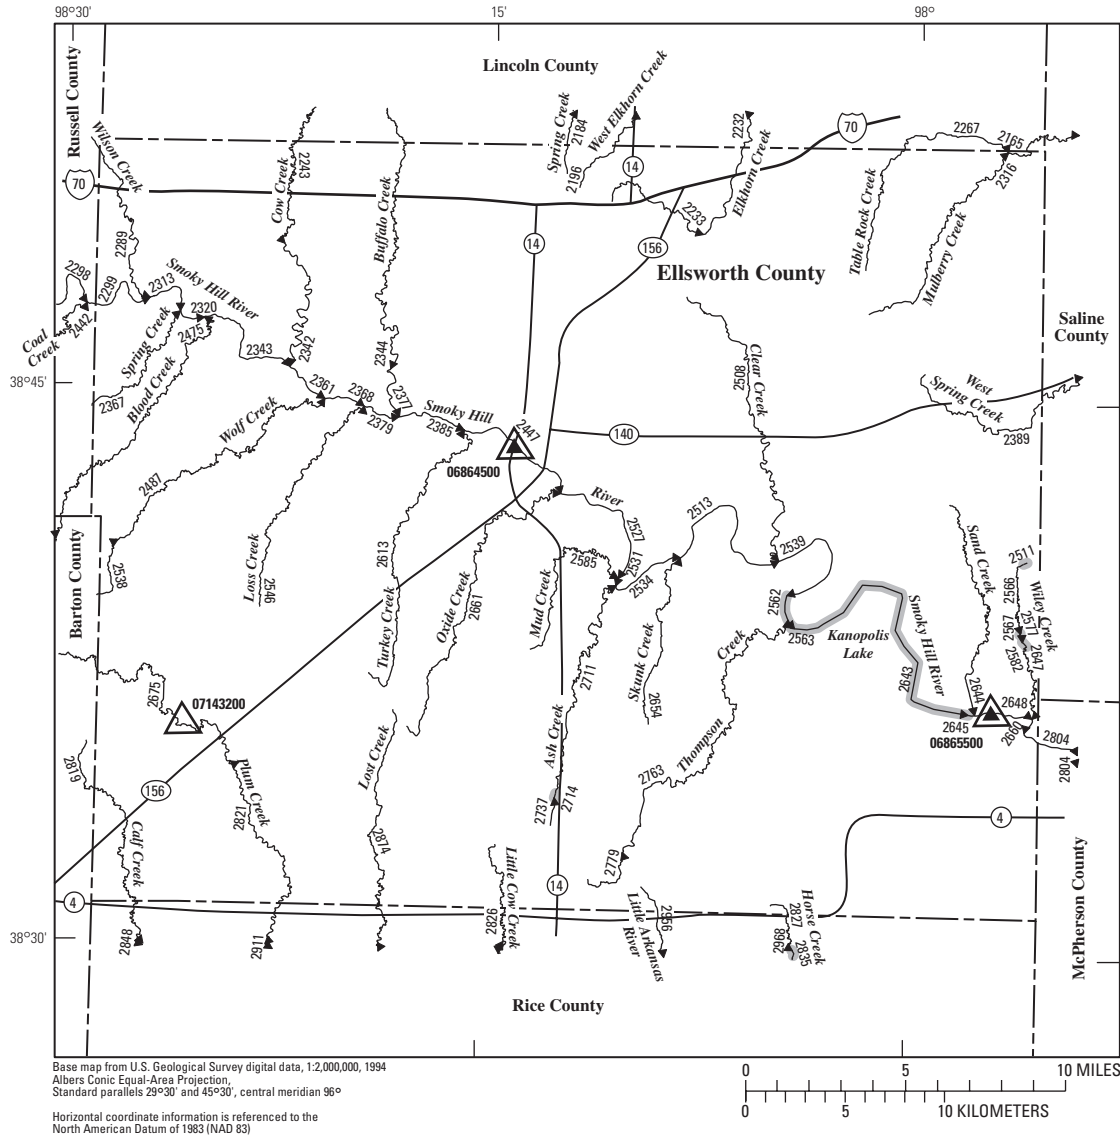 98°30'
15'
98°
Lincoln County
Russell County
Wilson Creek
Cow Creek
2243
Buffalo Creek
Spring Creek
2184
West Elkhorn Creek
2196
14
2232
Elkhorn Creek
2233
70
2267
2165
2316
Table Rock Creek
Mulberry Creek
70
14
156
Ellsworth County
2289
2298
2299
2313
Smoky Hill River
2320
2442
Coal Creek
Spring Creek
2475
2367
Blood Creek
2343
2342
2344
Clear Creek
2508
Saline County
38°45'
2361
2368
2377
2379
Smoky Hill
2385
2447
06864500
140
West
Spring Creek
2389
Wolf Creek
2487
2538
Loss Creek
2546
2613
Turkey Creek
Oxide Creek
2661
River
2527
2531
2585
2534
2513
2539
Mud Creek
Barton County
2562
2563
Kanopolis Lake
Smoky Hill River
2643
Sand Creek
2511
2566
Wiley Creek
2567
2577
2582
2647
2644
2645
2648
2660
06865500
2804
2804
2711
Skunk Creek
2654
Creek
Thompson
2763
2779
2675
07143200
Ash Creek
2737
2714
Lost Creek
2874
Plum Creek
2821
2819
156
Calf Creek
4
4
14
Little Cow Creek
2826
2956
Little Arkansas River
2827
Horse Creek
2968
2835
38°30'
2848
2911
McPherson County
Rice County
Base map from U.S. Geological Survey digital data, 1:2,000,000, 1994
Albers Conic Equal-Area Projection,
Standard parallels 29°30' and 45°30', central meridian 96°
Horizontal coordinate information is referenced to the
North American Datum of 1983 (NAD 83)
0 5 10 MILES
0 5 10 KILOMETERS